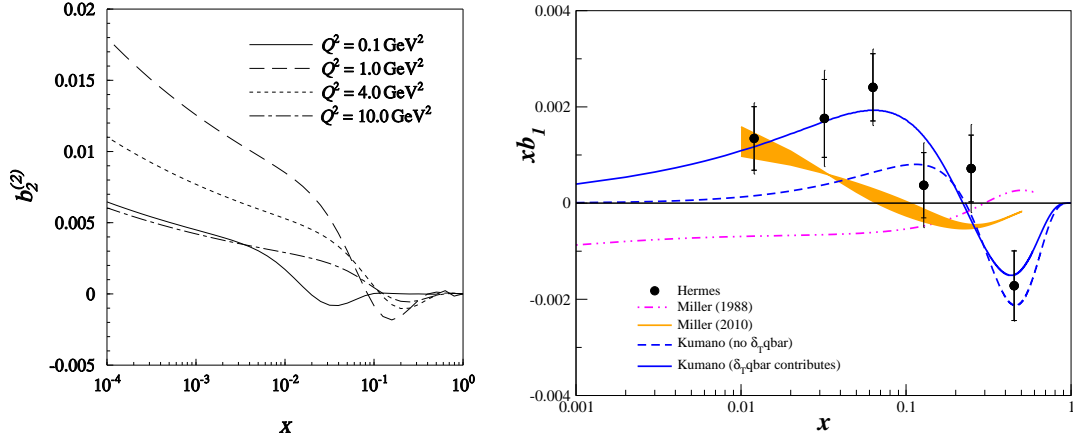 0.02
0.015
0.01
0.005
0
-0.005
b₂⁽²⁾
Q² = 0.1 GeV²
Q² = 1.0 GeV²
Q² = 4.0 GeV²
Q² = 10.0 GeV²
10⁻⁴ 10⁻³ 10⁻² 10⁻¹ 10⁰
x
0.004
0.002
0
-0.002
-0.004
xb₁
Hermes
Miller (1988)
Miller (2010)
Kumano (no δ_Tqbar)
Kumano (δ_Tqbar contributes)
0.001 0.01 0.1 1
x